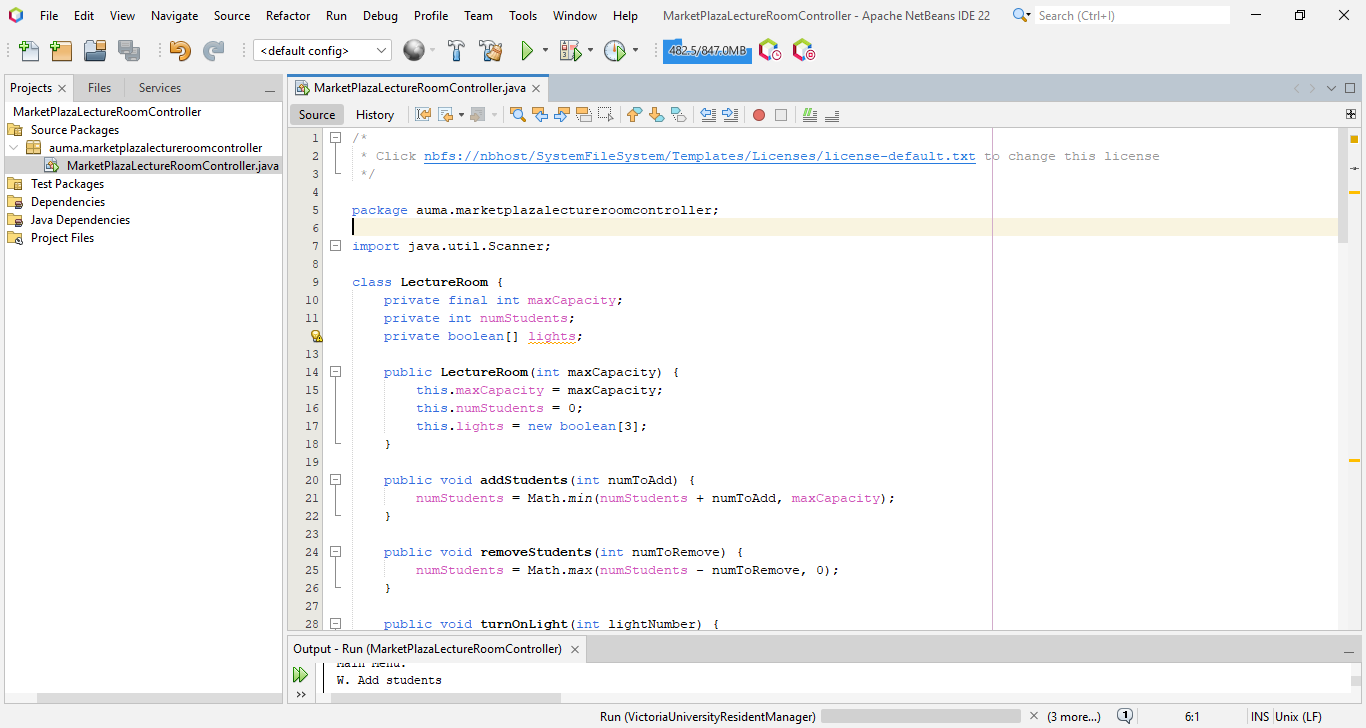 File Edit View Navigate Source Refactor Run Debug Profile Team Tools Window Help MarketPlazaLectureRoomController - Apache NetBeans IDE 22 Search (Ctrl+I)
<default config> 482.5/847.0MB
Projects Files Services
MarketPlazaLectureRoomController
Source Packages
auma.marketplazalectureroomcontroller
MarketPlazaLectureRoomController.java
Test Packages
Dependencies
Java Dependencies
Project Files
MarketPlazaLectureRoomController.java
Source History
1 /*
2 * Click nbfs://nbhost/SystemFileSystem/Templates/Licenses/license-default.txt to change this license
3 */
4
5 package auma.marketplazalectureroomcontroller;
6
7 import java.util.Scanner;
8
9 class LectureRoom {
10 private final int maxCapacity;
11 private int numStudents;
private boolean[] lights;
13
14 public LectureRoom(int maxCapacity) {
15 this.maxCapacity = maxCapacity;
16 this.numStudents = 0;
17 this.lights = new boolean[3];
18 }
19
20 public void addStudents(int numToAdd) {
21 numStudents = Math.min(numStudents + numToAdd, maxCapacity);
22 }
23
24 public void removeStudents(int numToRemove) {
25 numStudents = Math.max(numStudents - numToRemove, 0);
26 }
27
28 public void turnOnLight(int lightNumber) {
Output - Run (MarketPlazaLectureRoomController)
Main Menu:
W. Add students
Run (VictoriaUniversityResidentManager) (3 more...) 1 6:1 INS Unix (LF)